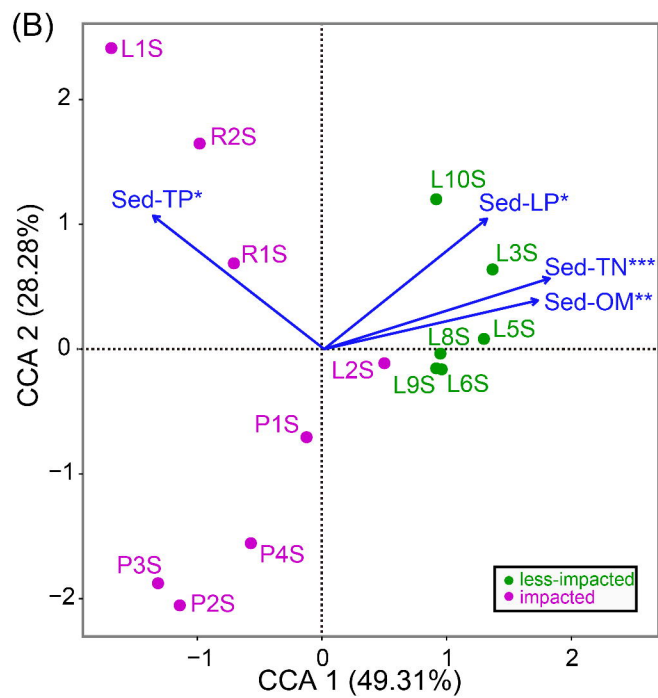 (B)
L1S
R2S
Sed-TP*
R1S
L10S
Sed-LP*
L3S
Sed-TN***
Sed-OM**
L5S
L8S
L2S
L9S
L6S
P1S
P4S
P3S
P2S
2
1
0
−1
−2
CCA 2 (28.28%)
less-impacted
impacted
−1
0
1
2
CCA 1 (49.31%)